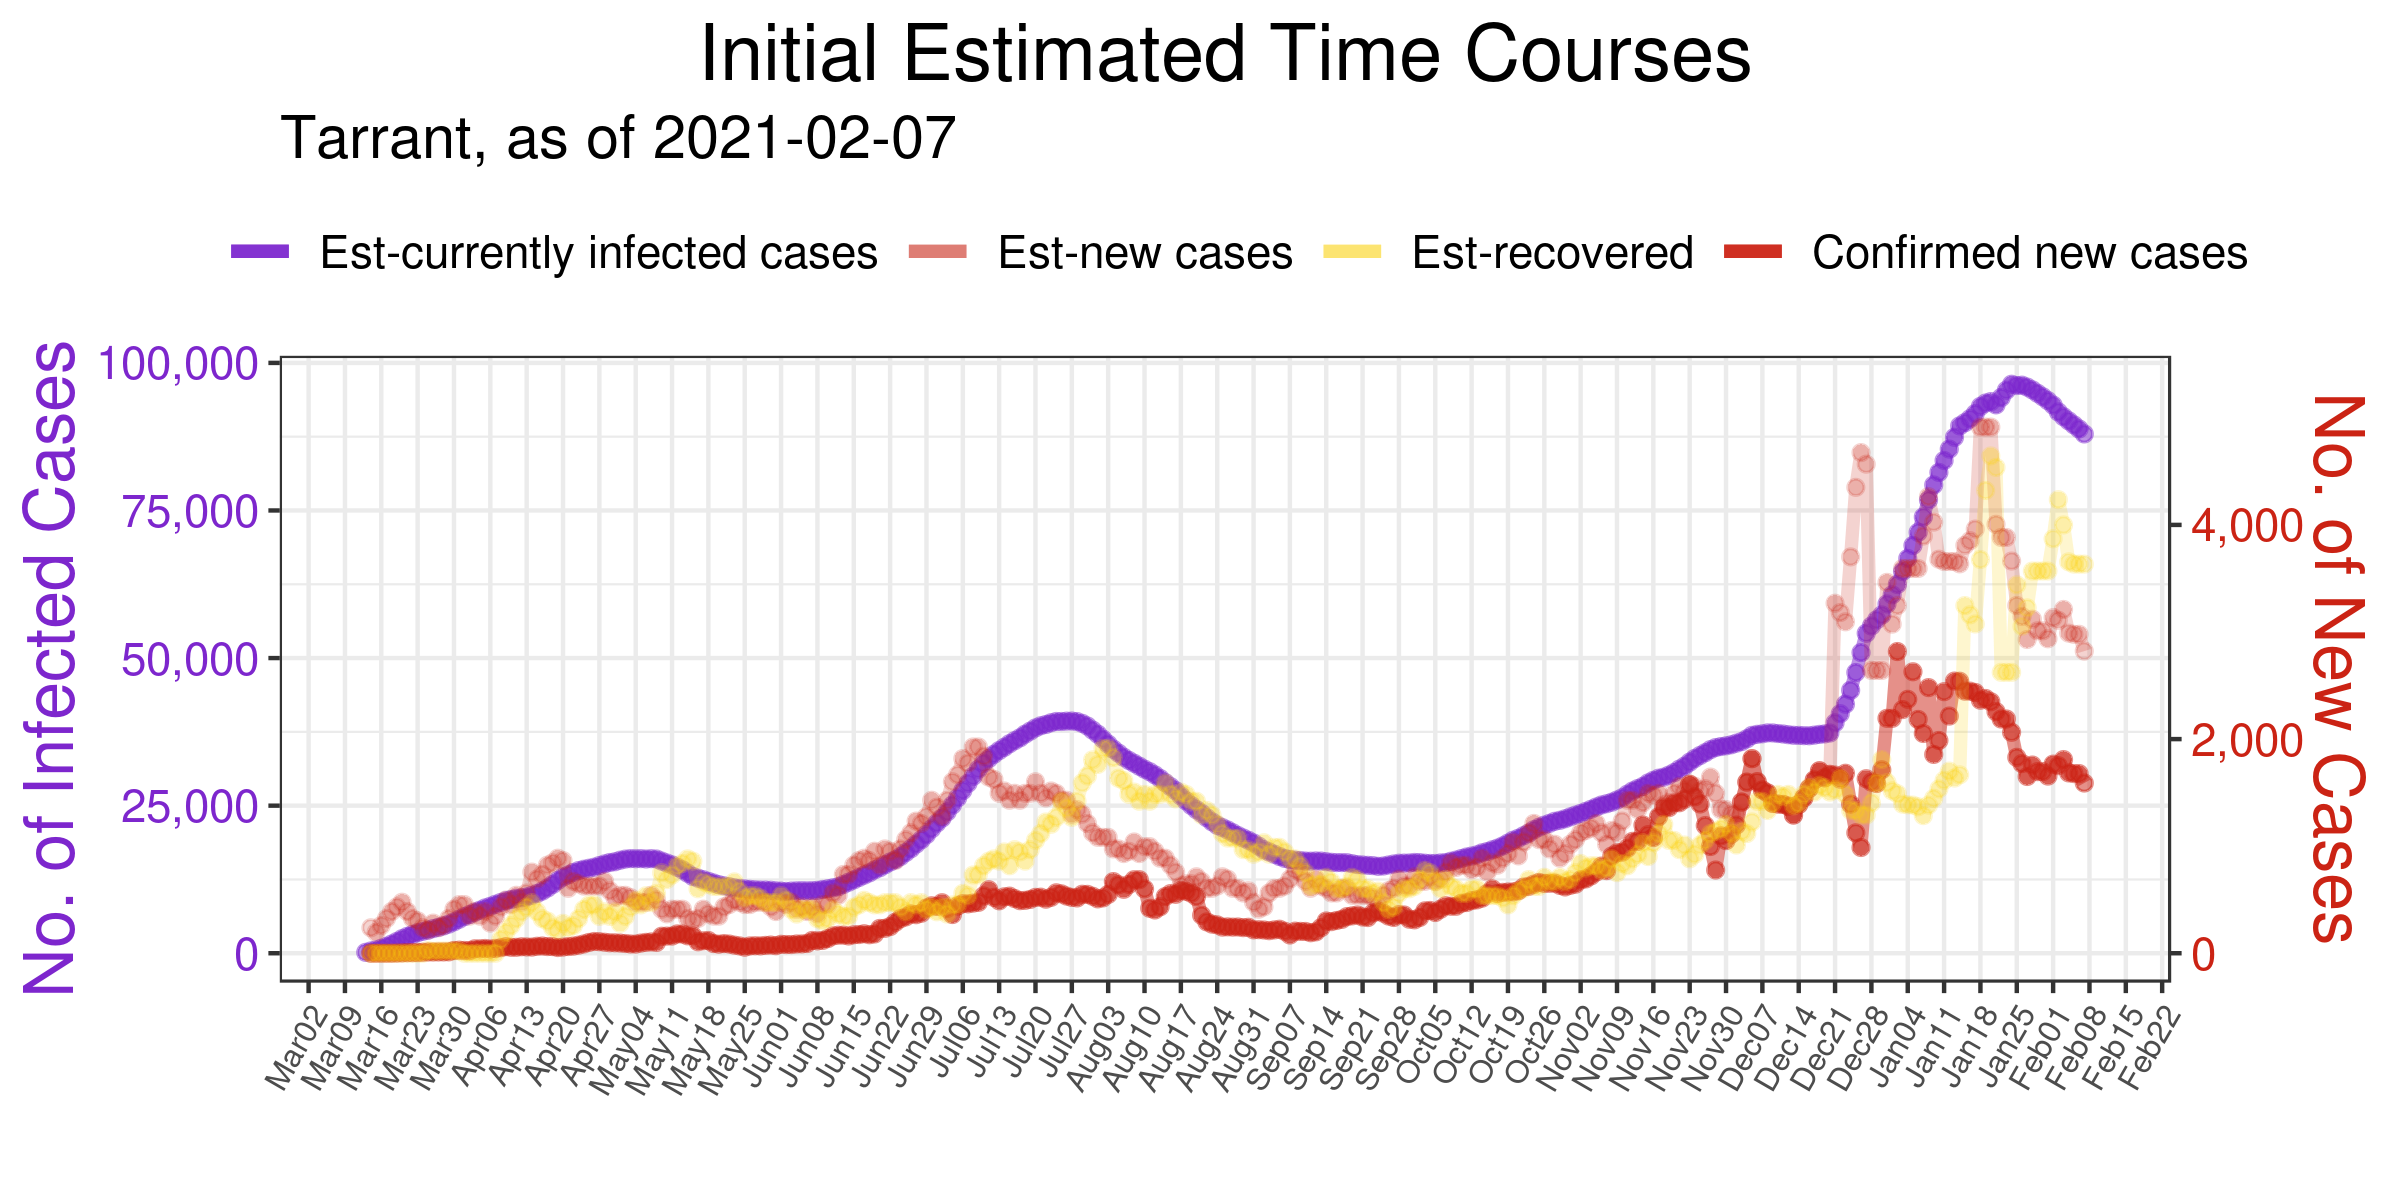 Initial Estimated Time Courses
Tarrant, as of 2021-02-07
Est-currently infected cases Est-new cases Est-recovered Confirmed new cases
No. of Infected Cases
100,000
75,000
50,000
25,000
0
4,000
2,000
0
No. of New Cases
Mar02 Mar09 Mar16 Mar23 Mar30 Apr06 Apr13 Apr20 Apr27 May04 May11 May18 May25 Jun01 Jun08 Jun15 Jun22 Jun29 Jul06 Jul13 Jul20 Jul27 Aug03 Aug10 Aug17 Aug24 Aug31 Sep07 Sep14 Sep21 Sep28 Oct05 Oct12 Oct19 Oct26 Nov02 Nov09 Nov16 Nov23 Nov30 Dec07 Dec14 Dec21 Dec28 Jan04 Jan11 Jan18 Jan25 Feb01 Feb08 Feb15 Feb22